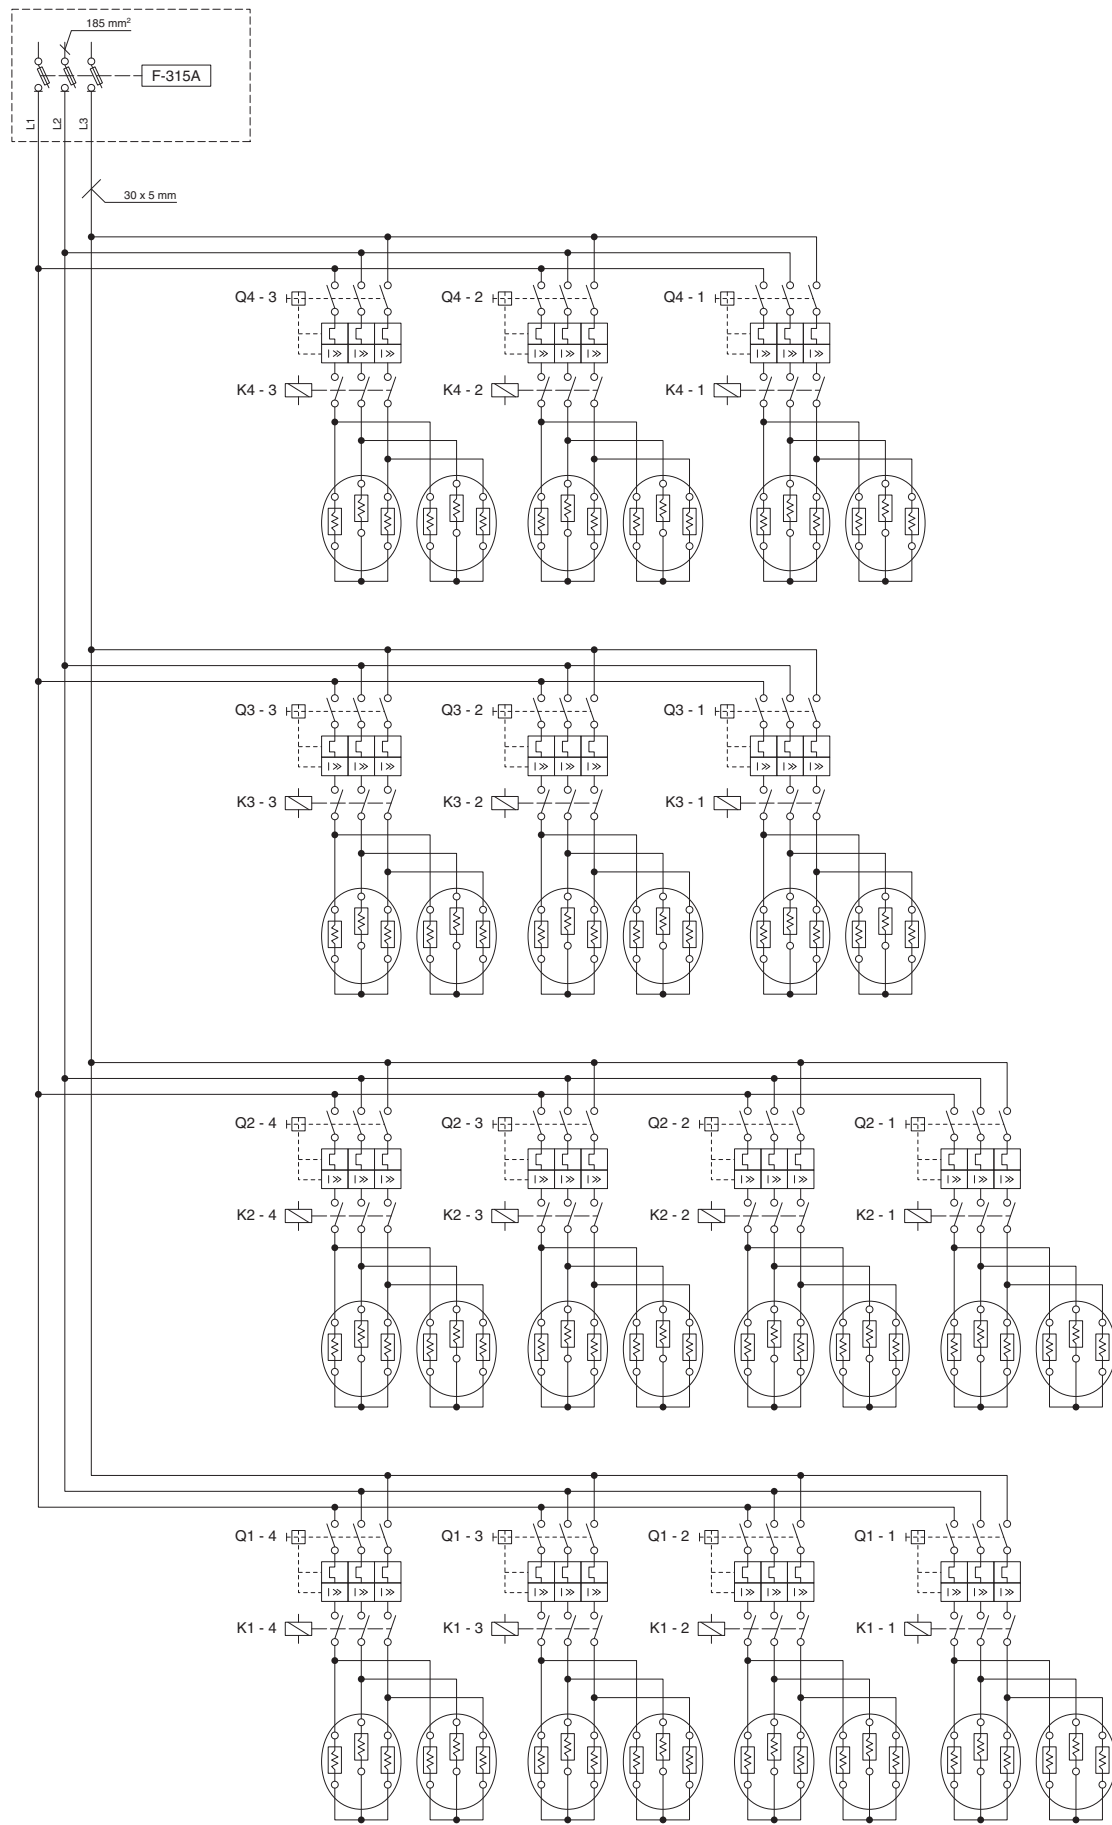 185 mm²
F-315A
L1
L2
L3
30 x 5 mm
Q4 - 3
Q4 - 2
Q4 - 1
I>> I>> I>>
I>> I>> I>>
I>> I>> I>>
K4 - 3
K4 - 2
K4 - 1
Q3 - 3
Q3 - 2
Q3 - 1
I>> I>> I>>
I>> I>> I>>
I>> I>> I>>
K3 - 3
K3 - 2
K3 - 1
Q2 - 4
Q2 - 3
Q2 - 2
Q2 - 1
I>> I>> I>>
I>> I>> I>>
I>> I>> I>>
I>> I>> I>>
K2 - 4
K2 - 3
K2 - 2
K2 - 1
Q1 - 4
Q1 - 3
Q1 - 2
Q1 - 1
I>> I>> I>>
I>> I>> I>>
I>> I>> I>>
I>> I>> I>>
K1 - 4
K1 - 3
K1 - 2
K1 - 1